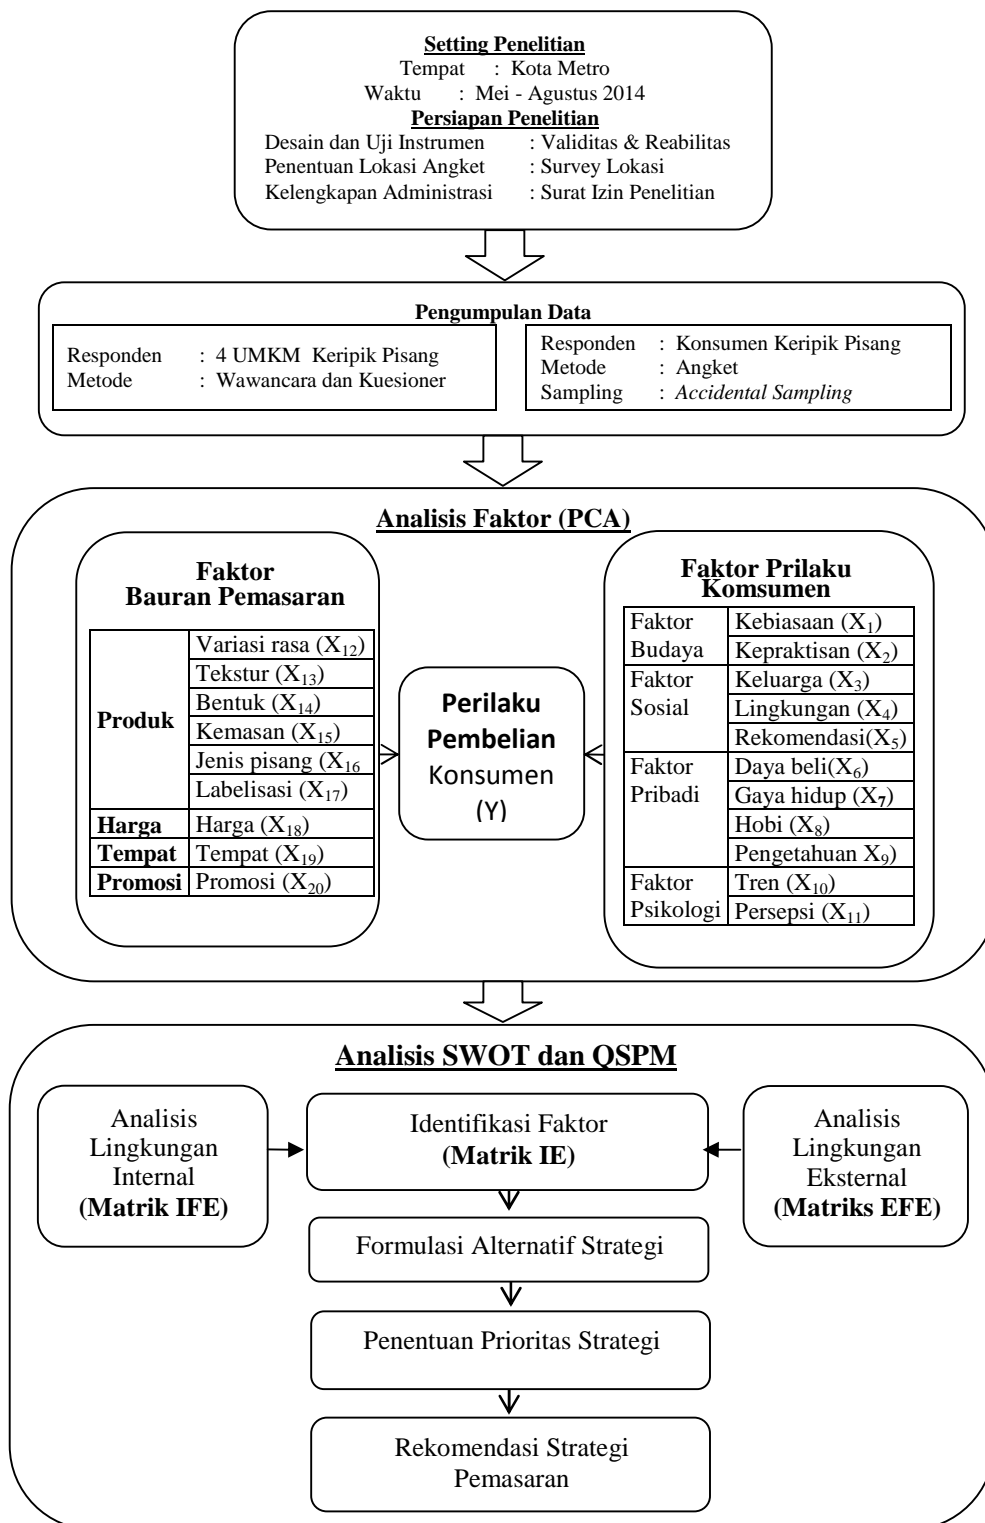 Setting Penelitian
Tempat : Kota Metro
Waktu : Mei - Agustus 2014
Persiapan Penelitian
Desain dan Uji Instrumen : Validitas & Reabilitas
Penentuan Lokasi Angket : Survey Lokasi
Kelengkapan Administrasi : Surat Izin Penelitian
Pengumpulan Data
Responden : 4 UMKM Keripik Pisang
Metode : Wawancara dan Kuesioner
Responden : Konsumen Keripik Pisang
Metode : Angket
Sampling : Accidental Sampling
Analisis Faktor (PCA)
Faktor
Bauran Pemasaran
Produk
Variasi rasa (X12)
Tekstur (X13)
Bentuk (X14)
Kemasan (X15)
Jenis pisang (X16
Labelisasi (X17)
Harga Harga (X18)
Tempat Tempat (X19)
Promosi Promosi (X20)
Perilaku
Pembelian
Konsumen
(Y)
Faktor Prilaku
Komsumen
Faktor
Budaya
Kebiasaan (X1)
Kepraktisan (X2)
Faktor
Sosial
Keluarga (X3)
Lingkungan (X4)
Rekomendasi(X5)
Faktor
Pribadi
Daya beli(X6)
Gaya hidup (X7)
Hobi (X8)
Pengetahuan X9)
Faktor
Psikologi
Tren (X10)
Persepsi (X11)
Analisis SWOT dan QSPM
Analisis
Lingkungan
Internal
(Matrik IFE)
Identifikasi Faktor
(Matrik IE)
Analisis
Lingkungan
Eksternal
(Matriks EFE)
Formulasi Alternatif Strategi
Penentuan Prioritas Strategi
Rekomendasi Strategi
Pemasaran